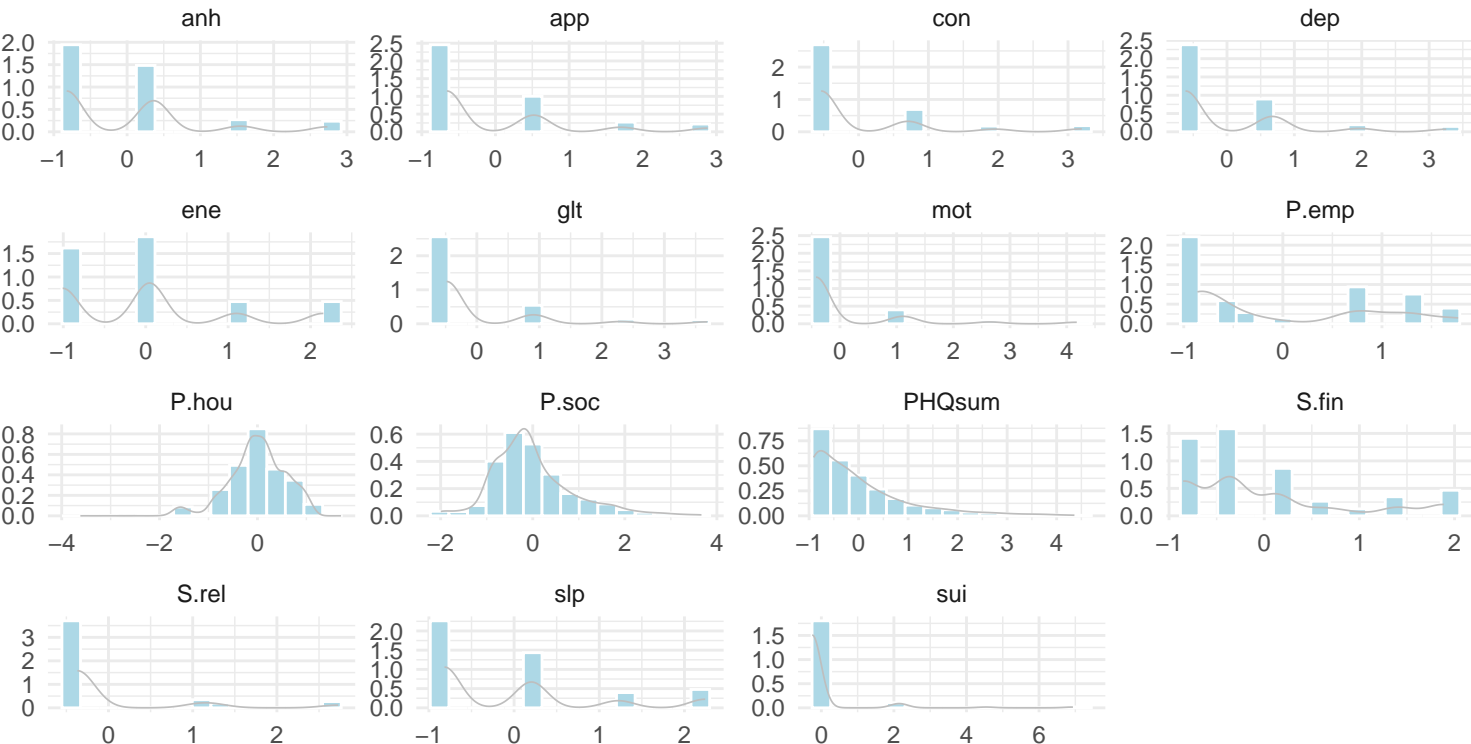 anh
2.0
1.5
1.0
0.5
0.0
−1 0 1 2 3
app
2.5
2.0
1.5
1.0
0.5
0.0
−1 0 1 2 3
con
2
1
0
0 1 2 3
dep
2.5
2.0
1.5
1.0
0.5
0.0
0 1 2 3
ene
1.5
1.0
0.5
0.0
−1 0 1 2
glt
2
1
0
0 1 2 3
mot
2.5
2.0
1.5
1.0
0.5
0.0
0 1 2 3 4
P.emp
2.0
1.5
1.0
0.5
0.0
−1 0 1
P.hou
0.8
0.6
0.4
0.2
0.0
−4 −2 0
P.soc
0.6
0.4
0.2
0.0
−2 0 2 4
PHQsum
0.75
0.50
0.25
0.00
−1 0 1 2 3 4
S.fin
1.5
1.0
0.5
0.0
−1 0 1 2
S.rel
3
2
1
0
0 1 2
slp
2.0
1.5
1.0
0.5
0.0
−1 0 1 2
sui
1.5
1.0
0.5
0.0
0 2 4 6